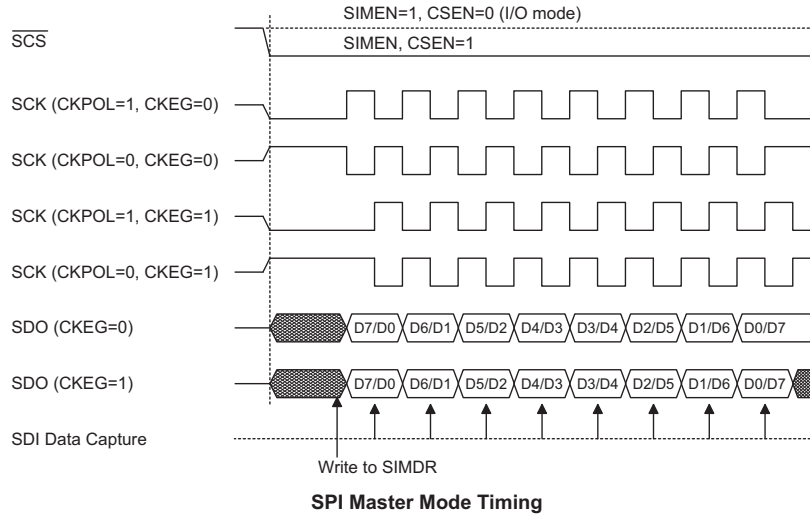 SIMEN=1, CSEN=0 (I/O mode)
SCS
SIMEN, CSEN=1
SCK (CKPOL=1, CKEG=0)
SCK (CKPOL=0, CKEG=0)
SCK (CKPOL=1, CKEG=1)
SCK (CKPOL=0, CKEG=1)
SDO (CKEG=0) D7/D0 D6/D1 D5/D2 D4/D3 D3/D4 D2/D5 D1/D6 D0/D7
SDO (CKEG=1) D7/D0 D6/D1 D5/D2 D4/D3 D3/D4 D2/D5 D1/D6 D0/D7
SDI Data Capture
Write to SIMDR
SPI Master Mode Timing